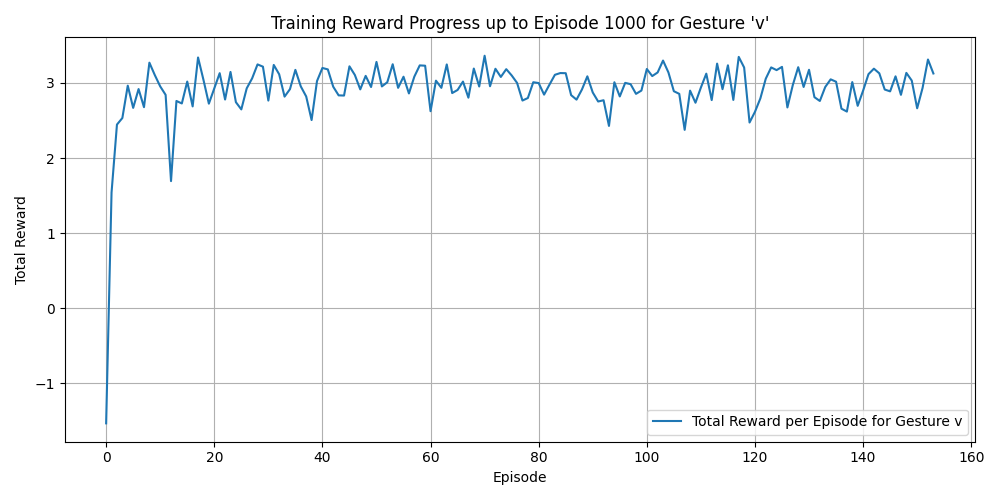 Training Reward Progress up to Episode 1000 for Gesture 'v'
Total Reward
3
2
1
0
−1
0 20 40 60 80 100 120 140 160
Episode
Total Reward per Episode for Gesture v